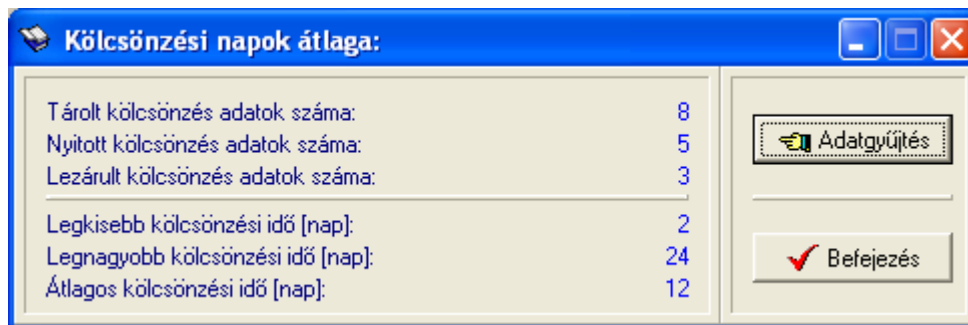 Kölcsönzési napok átlaga:
Tárolt kölcsönzés adatok száma: 8
Nyitott kölcsönzés adatok száma: 5
Lezárult kölcsönzés adatok száma: 3
Legkisebb kölcsönzési idő [nap]: 2
Legnagyobb kölcsönzési idő [nap]: 24
Átlagos kölcsönzési idő [nap]: 12
Adatgyűjtés
Befejezés